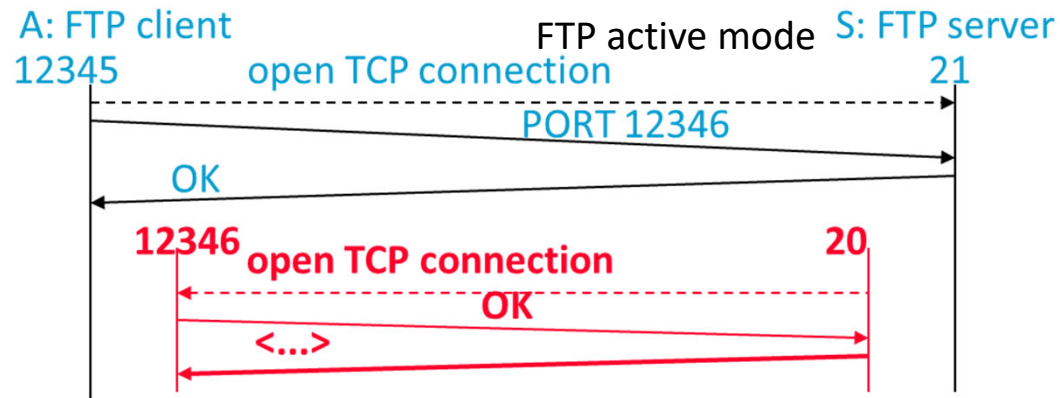 A: FTP client
FTP active mode
S: FTP server
12345
open TCP connection
21
PORT 12346
OK
12346
open TCP connection
20
OK
<...>